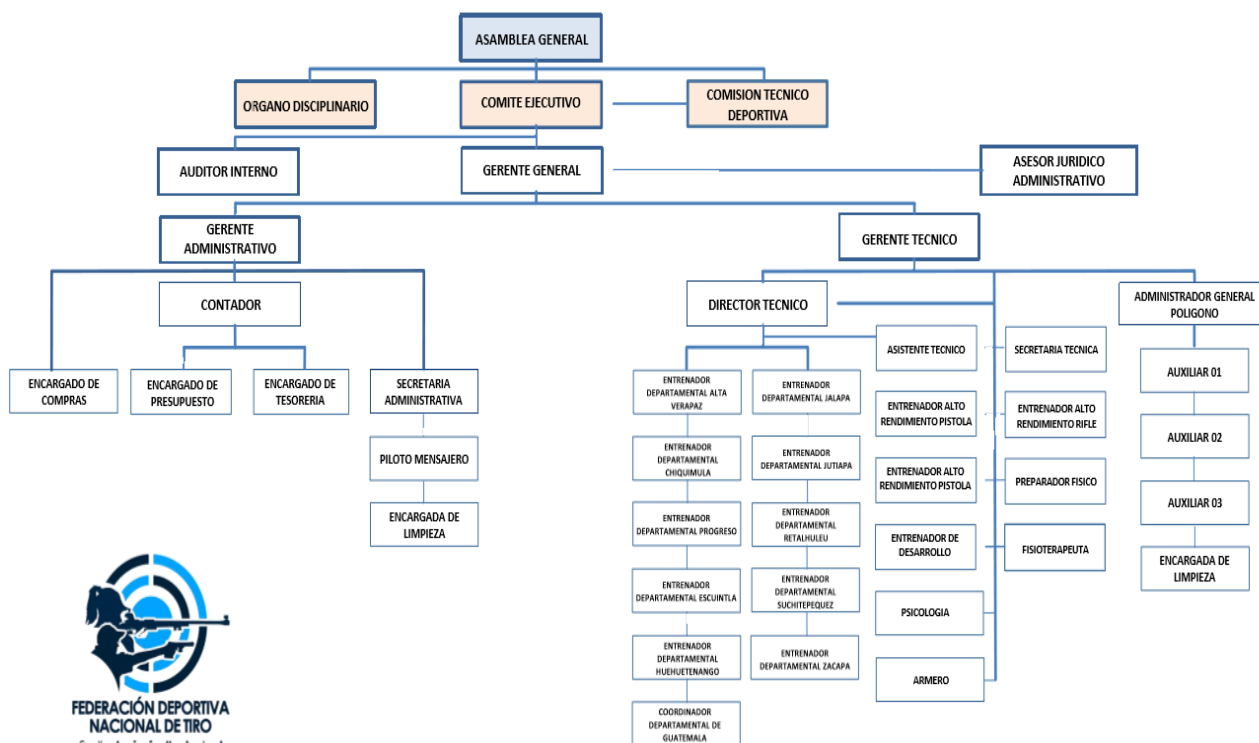 ASAMBLEA GENERAL
ORGANO DISCIPLINARIO
COMITE EJECUTIVO
COMISION TECNICO
DEPORTIVA
AUDITOR INTERNO
GERENTE GENERAL
ASESOR JURIDICO
ADMINISTRATIVO
GERENTE
ADMINISTRATIVO
GERENTE TECNICO
CONTADOR
DIRECTOR TECNICO
ADMINISTRADOR GENERAL
POLIGONO
ENCARGADO DE
COMPRAS
ENCARGADO DE
PRESUPUESTO
ENCARGADO DE
TESORERIA
SECRETARIA
ADMINISTRATIVA
PILOTO MENSAJERO
ENCARGADA DE
LIMPIEZA
ENTRENADOR
DEPARTAMENTAL ALTA
VERAPAZ
ENTRENADOR
DEPARTAMENTAL
CHIQUIMULA
ENTRENADOR
DEPARTAMENTAL PROGRESO
ENTRENADOR
DEPARTAMENTAL ESCUINTLA
ENTRENADOR
DEPARTAMENTAL
HUEHUETENANGO
COORDINADOR
DEPARTAMENTAL DE
GUATEMALA
ENTRENADOR
DEPARTAMENTAL JALAPA
ENTRENADOR
DEPARTAMENTAL JUTIAPA
ENTRENADOR
DEPARTAMENTAL
RETALHULEU
ENTRENADOR
DEPARTAMENTAL
SUCHITEPEQUEZ
ENTRENADOR
DEPARTAMENTAL ZACAPA
ASISTENTE TECNICO
SECRETARIA TECNICA
ENTRENADOR ALTO
RENDIMIENTO PISTOLA
ENTRENADOR ALTO
RENDIMIENTO RIFLE
ENTRENADOR ALTO
RENDIMIENTO PISTOLA
PREPARADOR FISICO
ENTRENADOR DE
DESARROLLO
FISIOTERAPEUTA
PSICOLOGIA
ARMERO
AUXILIAR 01
AUXILIAR 02
AUXILIAR 03
ENCARGADA DE
LIMPIEZA
FEDERACIÓN DEPORTIVA
NACIONAL DE TIRO